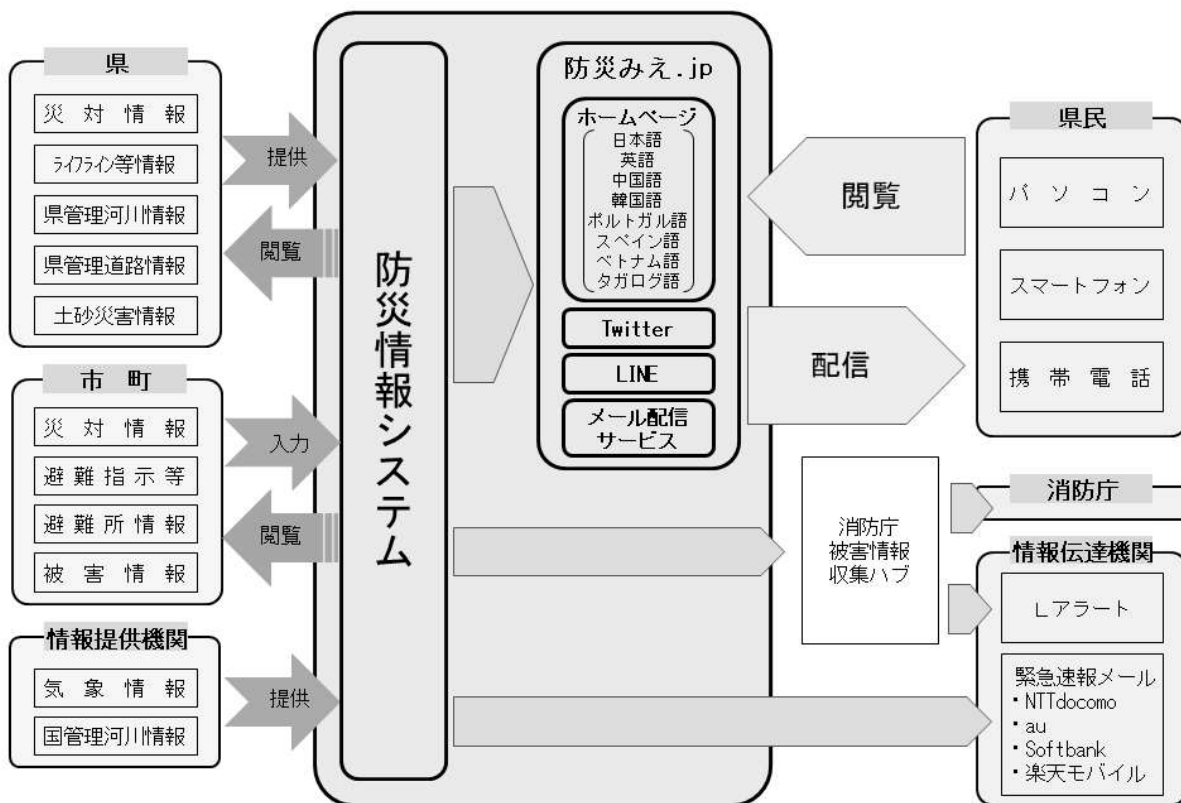 県
災対情報
ﾗｲﾌﾗｲﾝ等情報
県管理河川情報
県管理道路情報
土砂災害情報
提供
閲覧
市町
災対情報
避難指示等
避難所情報
被害情報
入力
閲覧
情報提供機関
気象情報
国管理河川情報
提供
防災情報システム
防災みえ.jp
ホームページ
日本語
英語
中国語
韓国語
ポルトガル語
スペイン語
ベトナム語
タガログ語
Twitter
LINE
メール配信
サービス
閲覧
配信
県民
パソコン
スマートフォン
携帯電話
消防庁
被害情報
収集ハブ
消防庁
情報伝達機関
Lアラート
緊急速報メール
・NTTdocomo
・au
・Softbank
・楽天モバイル